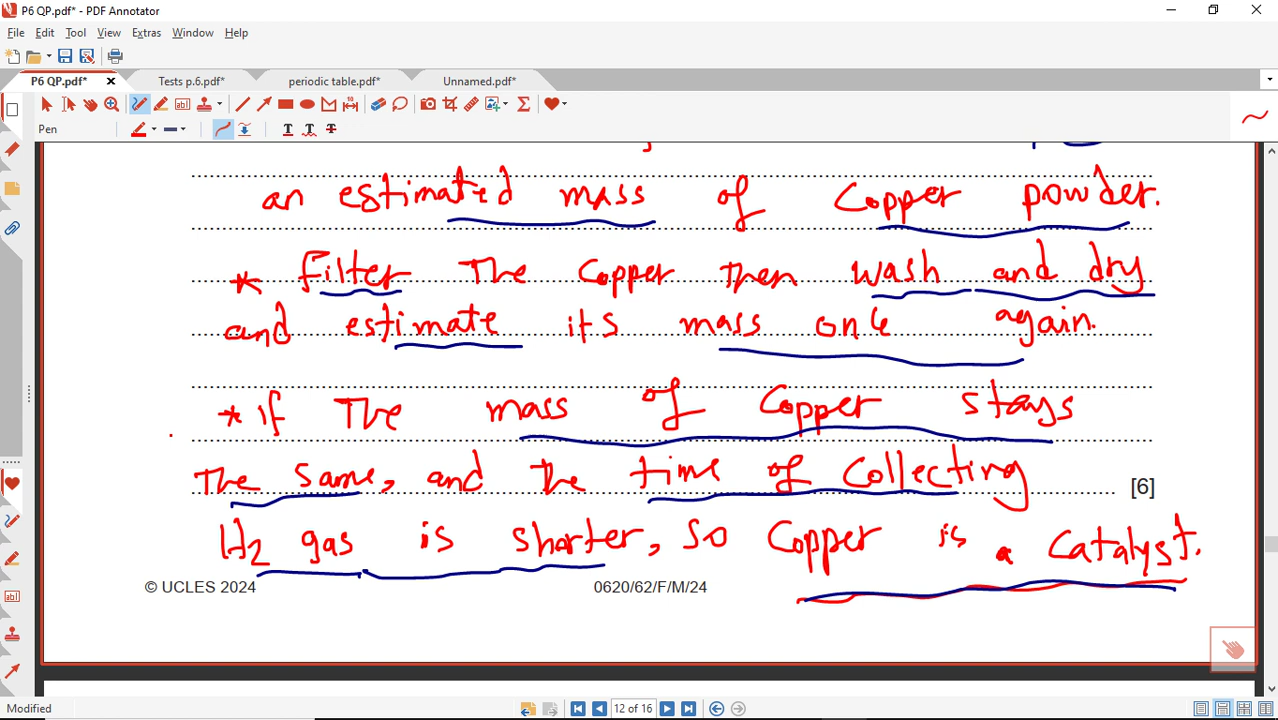 P6 QP.pdf* - PDF Annotator
File Edit Tool View Extras Window Help
P6 QP.pdf* Tests p.6.pdf* periodic table.pdf* Unnamed.pdf*
Pen
an estimated mass of Copper powder.
* filter The Copper then wash and dry
and estimate its mass once again.
* if The mass of Copper stays
The same, and the time of Collecting
[6]
H2 gas is shorter, so Copper is a Catalyst.
© UCLES 2024 0620/62/F/M/24
Modified 12 of 16